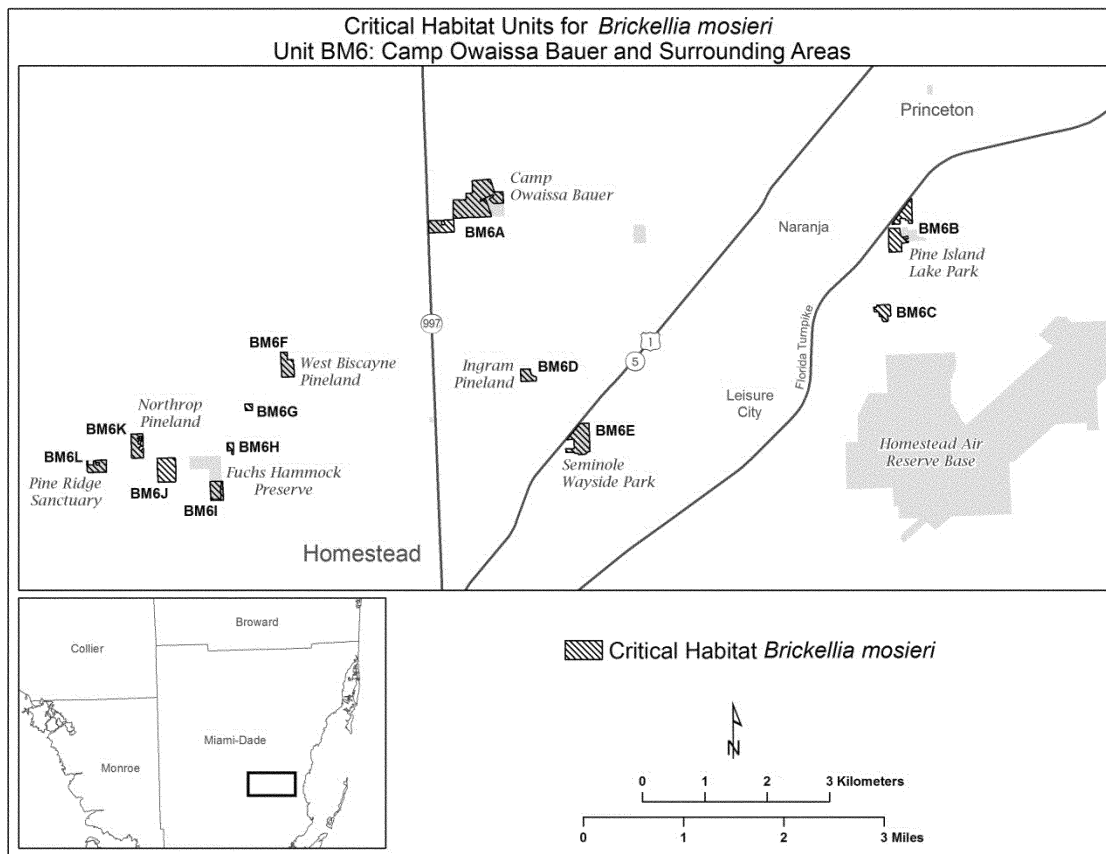 Critical Habitat Units for Brickellia mosieri
Unit BM6: Camp Owaissa Bauer and Surrounding Areas
Princeton
Camp
Owaissa Bauer
BM6A
Naranja
BM6B
Pine Island
Lake Park
BM6C
997
1
5
Florida Turnpike
BM6F
West Biscayne
Pineland
Ingram
Pineland
BM6D
Leisure
City
BM6G
Northrop
Pineland
BM6K
BM6H
BM6E
Seminole
Wayside Park
Homestead Air
Reserve Base
BM6L
Pine Ridge
Sanctuary
BM6J
Fuchs Hammock
Preserve
BM6I
Homestead
Broward
Collier
Miami-Dade
Monroe
Critical Habitat Brickellia mosieri
N
0 1 2 3 Kilometers
0 1 2 3 Miles